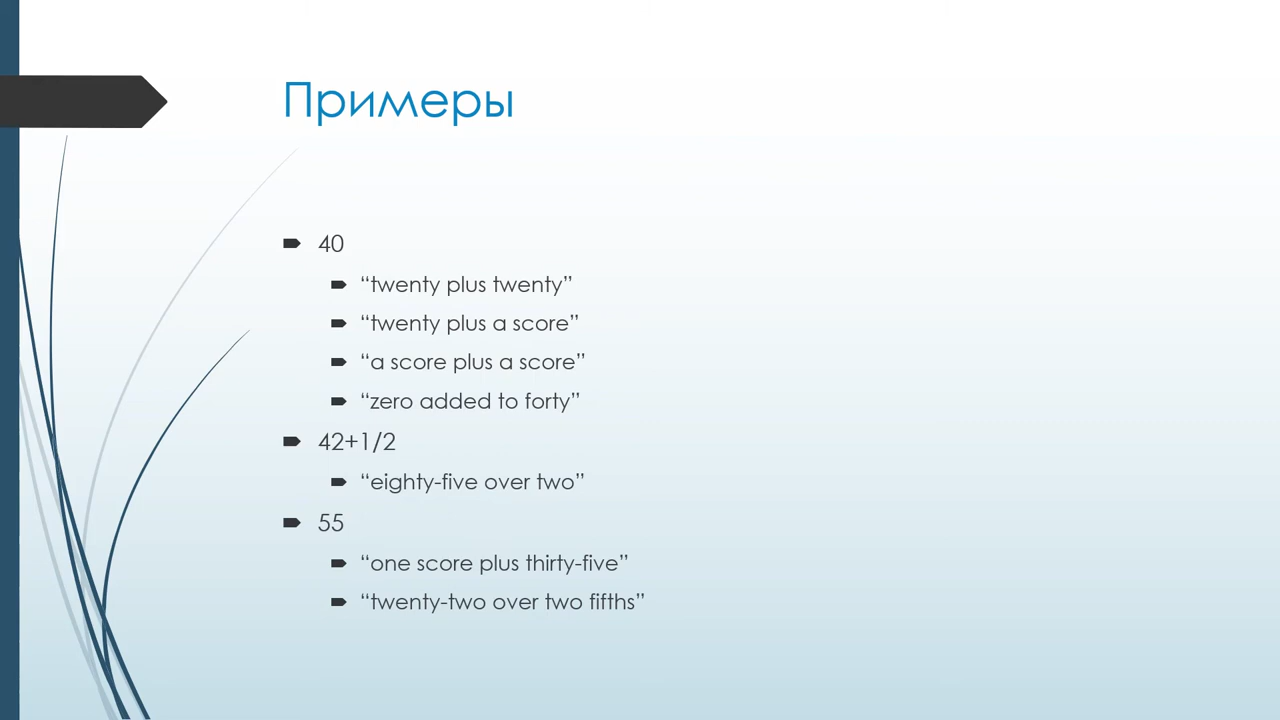 Примеры
40
“twenty plus twenty”
“twenty plus a score”
“a score plus a score”
“zero added to forty”
42+1/2
“eighty-five over two”
55
“one score plus thirty-five”
“twenty-two over two fifths”